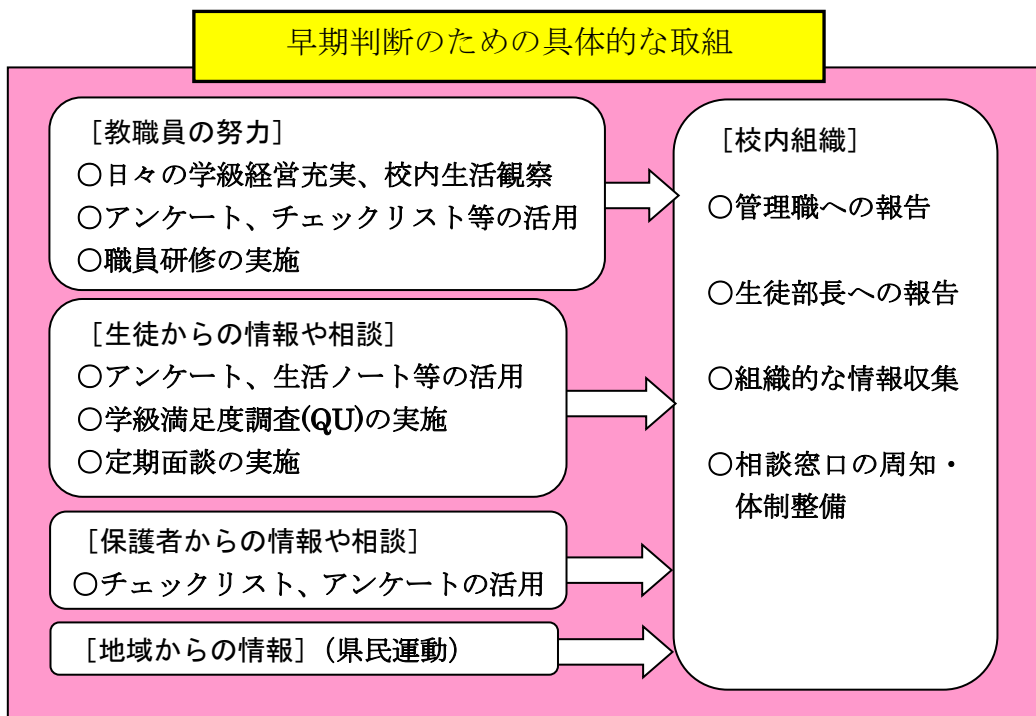 早期判断のための具体的な取組
［教職員の努力］
○日々の学級経営充実、校内生活観察
○アンケート、チェックリスト等の活用
○職員研修の実施
［生徒からの情報や相談］
○アンケート、生活ノート等の活用
○学級満足度調査(QU)の実施
○定期面談の実施
［保護者からの情報や相談］
○チェックリスト、アンケートの活用
［地域からの情報］（県民運動）
［校内組織］
○管理職への報告
○生徒部長への報告
○組織的な情報収集
○相談窓口の周知・
体制整備